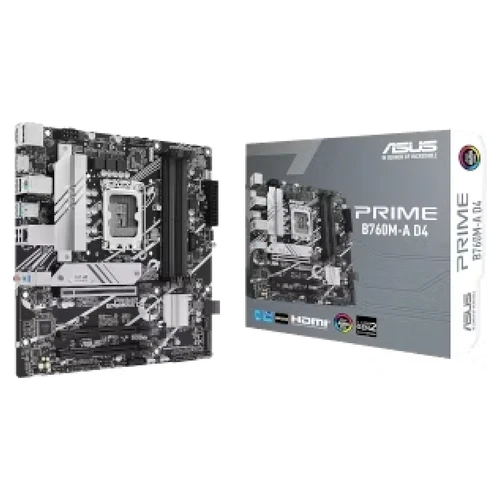 ASUS
IN SEARCH OF INCREDIBLE
PRIME
B760M-A D4
HDMI
PRIME
B760M-A D4
ASUS